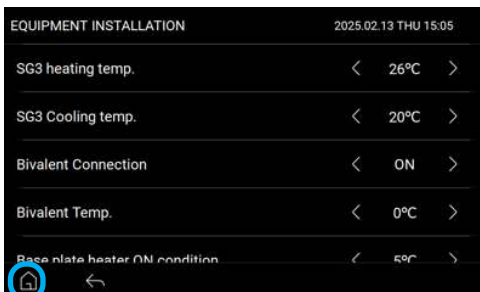 EQUIPMENT INSTALLATION 2025.02.13 THU 15:05
SG3 heating temp. < 26℃ >
SG3 Cooling temp. < 20℃ >
Bivalent Connection < ON >
Bivalent Temp. < 0℃ >
Base plate heater ON condition < 5℃ >